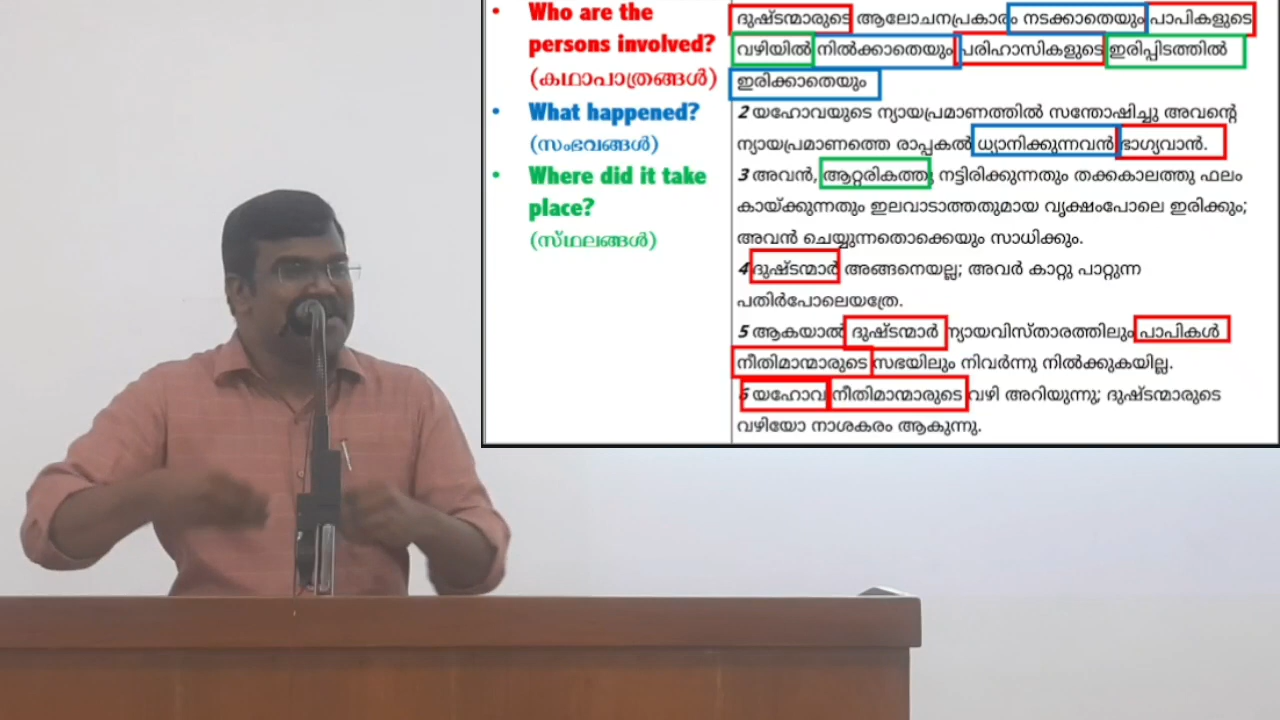 • Who are the
persons involved?
(കഥാപാത്രങ്ങൾ)
• What happened?
(സംഭവങ്ങൾ)
• Where did it take
place?
(സ്ഥലങ്ങൾ)
ദുഷ്ടന്മാരുടെ ആലോചനപ്രകാരം നടക്കാതെയും പാപികളുടെ
വഴിയിൽ നിൽക്കാതെയും പരിഹാസികളുടെ ഇരിപ്പിടത്തിൽ
ഇരിക്കാതെയും
2 യഹോവയുടെ ന്യായപ്രമാണത്തിൽ സന്തോഷിച്ചു അവന്റെ
ന്യായപ്രമാണത്തെ രാപ്പകൽ ധ്യാനിക്കുന്നവൻ ഭാഗ്യവാൻ.
3 അവൻ, ആറ്ററികത്തു നട്ടിരിക്കുന്നതും തക്കകാലത്തു ഫലം
കായ്ക്കുന്നതും ഇലവാടാത്തതുമായ വൃക്ഷംപോലെ ഇരിക്കും;
അവൻ ചെയ്യുന്നതൊക്കെയും സാധിക്കും.
4 ദുഷ്ടന്മാർ അങ്ങനെയല്ല; അവർ കാറ്റു പാറ്റുന്ന
പതിർപോലെയത്രേ.
5 ആകയാൽ ദുഷ്ടന്മാർ ന്യായവിസ്താരത്തിലും പാപികൾ
നീതിമാന്മാരുടെ സഭയിലും നിവർന്നു നിൽക്കുകയില്ല.
6 യഹോവ നീതിമാന്മാരുടെ വഴി അറിയുന്നു; ദുഷ്ടന്മാരുടെ
വഴിയോ നാശകരം ആകുന്നു.